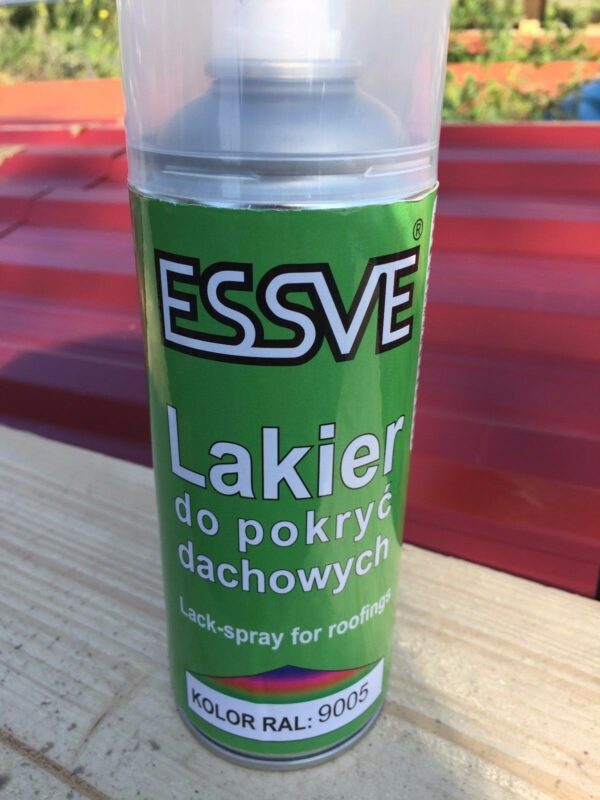 ESSVE®
Lakier
do pokryć
dachowych
Lack-spray for roofings
KOLOR RAL: 9005